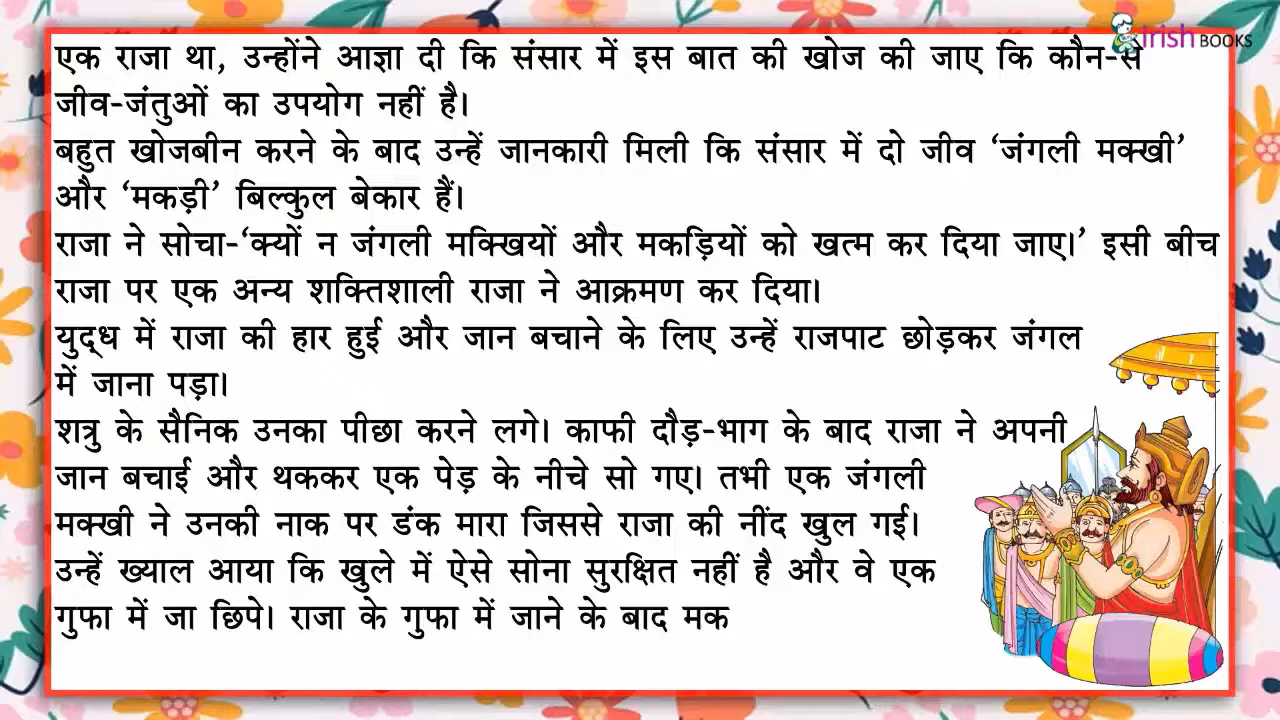 Irish BOOKS
एक राजा था, उन्होंने आज्ञा दी कि संसार में इस बात की खोज की जाए कि कौन-से
जीव-जंतुओं का उपयोग नहीं है।
बहुत खोजबीन करने के बाद उन्हें जानकारी मिली कि संसार में दो जीव ‘जंगली मक्खी’
और ‘मकड़ी’ बिल्कुल बेकार हैं।
राजा ने सोचा-‘क्यों न जंगली मक्खियों और मकड़ियों को खत्म कर दिया जाए।’ इसी बीच
राजा पर एक अन्य शक्तिशाली राजा ने आक्रमण कर दिया।
युद्ध में राजा की हार हुई और जान बचाने के लिए उन्हें राजपाट छोड़कर जंगल
में जाना पड़ा।
शत्रु के सैनिक उनका पीछा करने लगे। काफी दौड़-भाग के बाद राजा ने अपनी
जान बचाई और थककर एक पेड़ के नीचे सो गए। तभी एक जंगली
मक्खी ने उनकी नाक पर डंक मारा जिससे राजा की नींद खुल गई।
उन्हें ख्याल आया कि खुले में ऐसे सोना सुरक्षित नहीं है और वे एक
गुफा में जा छिपे। राजा के गुफा में जाने के बाद मक